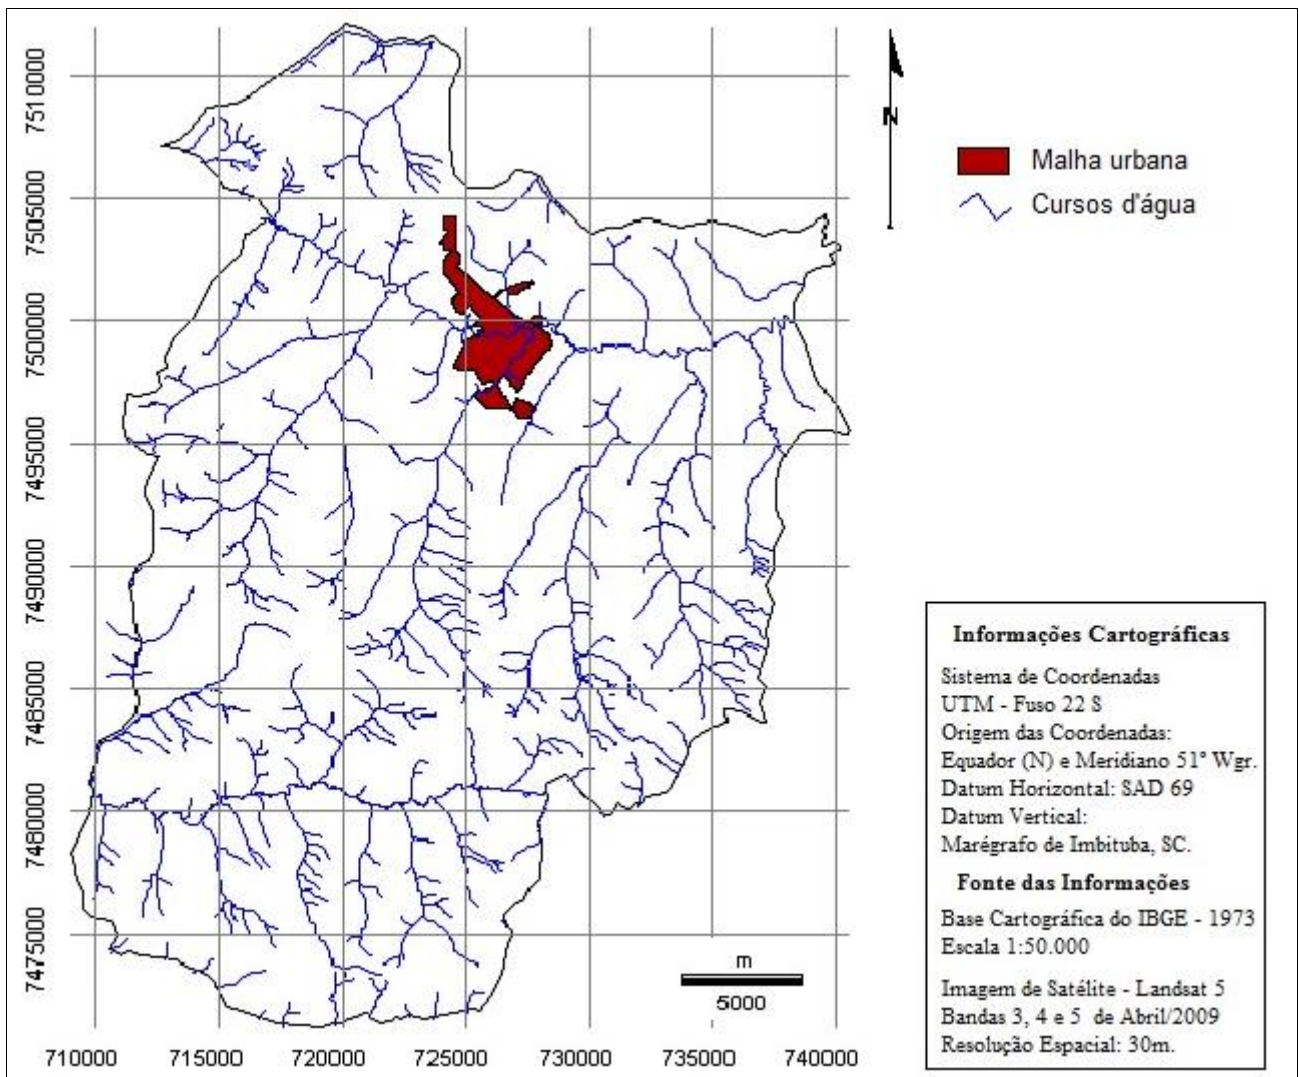 7510000
7505000
7500000
7495000
7490000
7485000
7480000
7475000
710000
715000
720000
725000
730000
735000
740000
N
Malha urbana
Cursos d'água
m
5000
Informações Cartográficas
Sistema de Coordenadas
UTM - Fuso 22 S
Origem das Coordenadas:
Equador (N) e Meridiano 51° Wgr.
Datum Horizontal: SAD 69
Datum Vertical:
Marégrafo de Imbituba, SC.
Fonte das Informações
Base Cartográfica do IBGE - 1973
Escala 1:50.000
Imagem de Satélite - Landsat 5
Bandas 3, 4 e 5 de Abril/2009
Resolução Espacial: 30m.